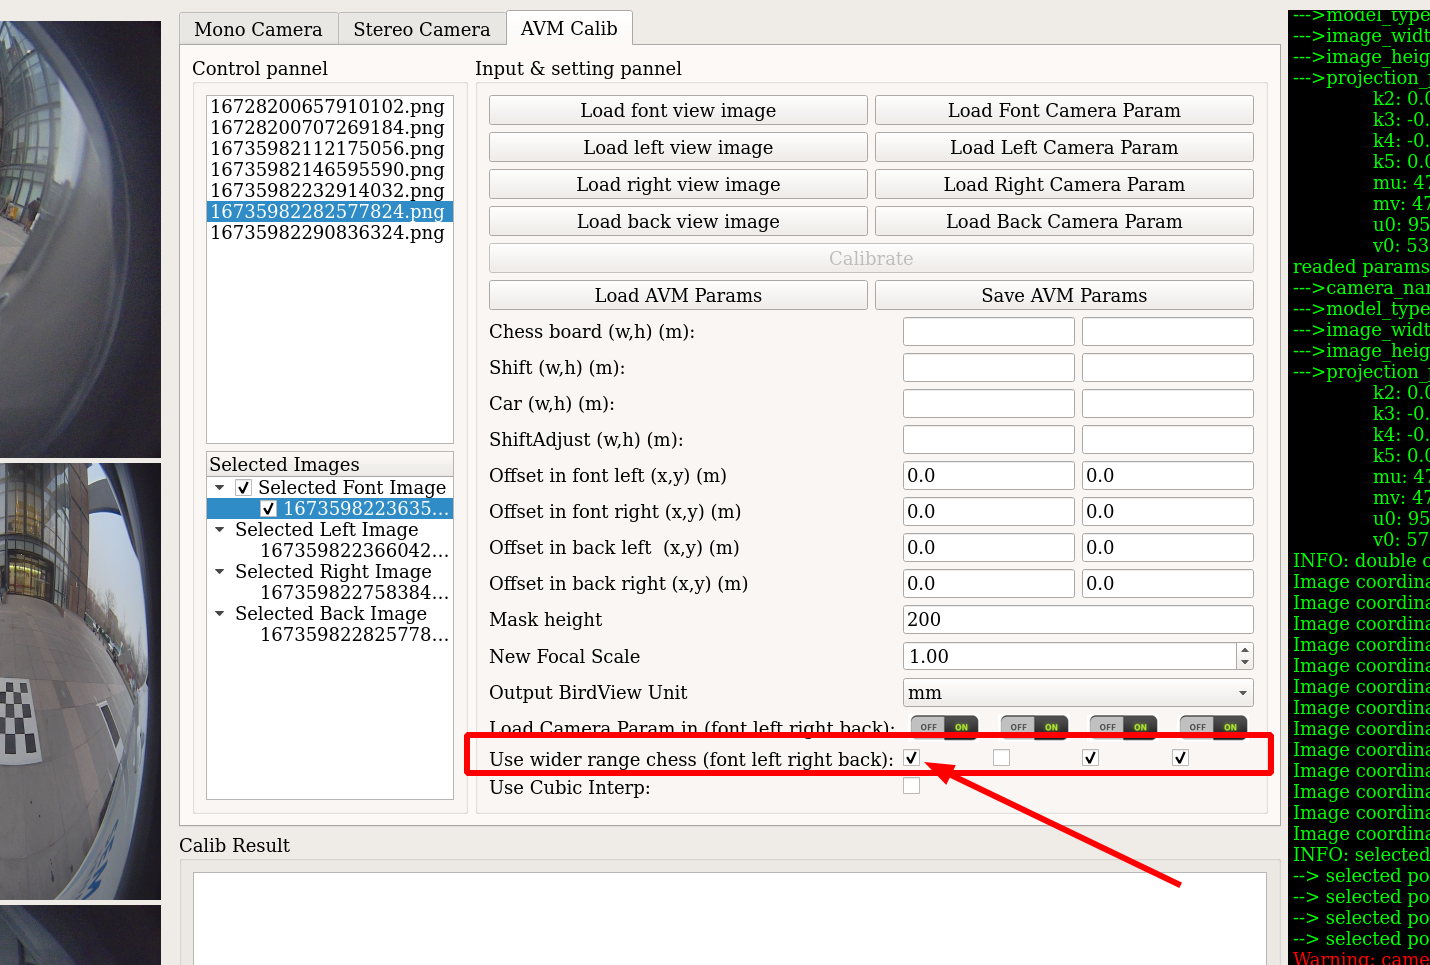 Mono Camera
Stereo Camera
AVM Calib
Control pannel
16728200657910102.png
16728200707269184.png
16735982112175056.png
16735982146595590.png
16735982232914032.png
16735982282577824.png
16735982290836324.png
Selected Images
Selected Font Image
1673598223635...
Selected Left Image
167359822366042...
Selected Right Image
167359822758384...
Selected Back Image
167359822825778...
Input & setting pannel
Load font view image Load Font Camera Param
Load left view image Load Left Camera Param
Load right view image Load Right Camera Param
Load back view image Load Back Camera Param
Calibrate
Load AVM Params Save AVM Params
Chess board (w,h) (m):
Shift (w,h) (m):
Car (w,h) (m):
ShiftAdjust (w,h) (m):
Offset in font left (x,y) (m) 0.0 0.0
Offset in font right (x,y) (m) 0.0 0.0
Offset in back left  (x,y) (m) 0.0 0.0
Offset in back right (x,y) (m) 0.0 0.0
Mask height 200
New Focal Scale 1.00
Output BirdView Unit mm
Load Camera Param in (font left right back): OFF ON OFF ON OFF ON OFF ON
Use wider range chess (font left right back):
Use Cubic Interp:
Calib Result
--->model_type
--->image_widt
--->image_heig
--->projection_
k2: 0.0
k3: -0.
k4: -0.
k5: 0.0
mu: 47
mv: 47
u0: 95
v0: 53
readed params
--->camera_nar
--->model_type
--->image_widt
--->image_heig
--->projection_
k2: 0.0
k3: -0.
k4: -0.
k5: 0.0
mu: 47
mv: 47
u0: 95
v0: 57
INFO: double c
Image coordina
Image coordina
Image coordina
Image coordina
Image coordina
Image coordina
Image coordina
Image coordina
Image coordina
Image coordina
Image coordina
Image coordina
Image coordina
INFO: selected
--> selected po
--> selected po
--> selected po
--> selected po
Warning: came